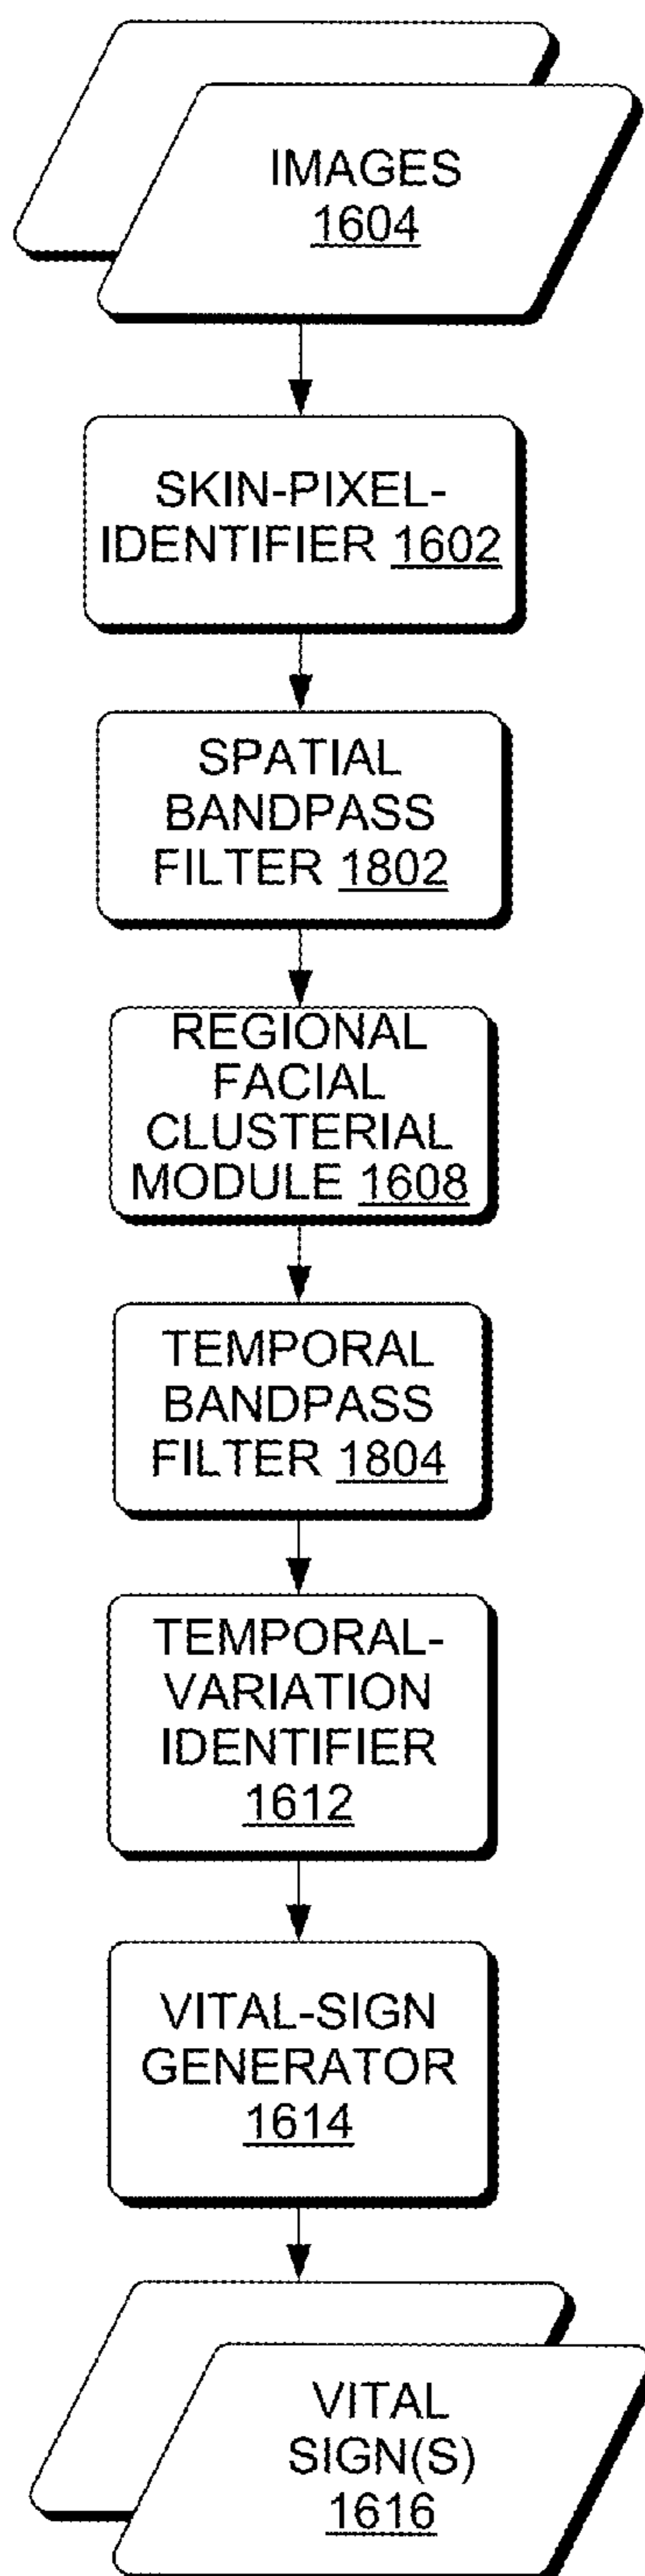 IMAGES
1604
SKIN-PIXEL-
IDENTIFIER 1602
SPATIAL
BANDPASS
FILTER 1802
REGIONAL
FACIAL
CLUSTERIAL
MODULE 1608
TEMPORAL
BANDPASS
FILTER 1804
TEMPORAL-
VARIATION
IDENTIFIER
1612
VITAL-SIGN
GENERATOR
1614
VITAL
SIGN(S)
1616